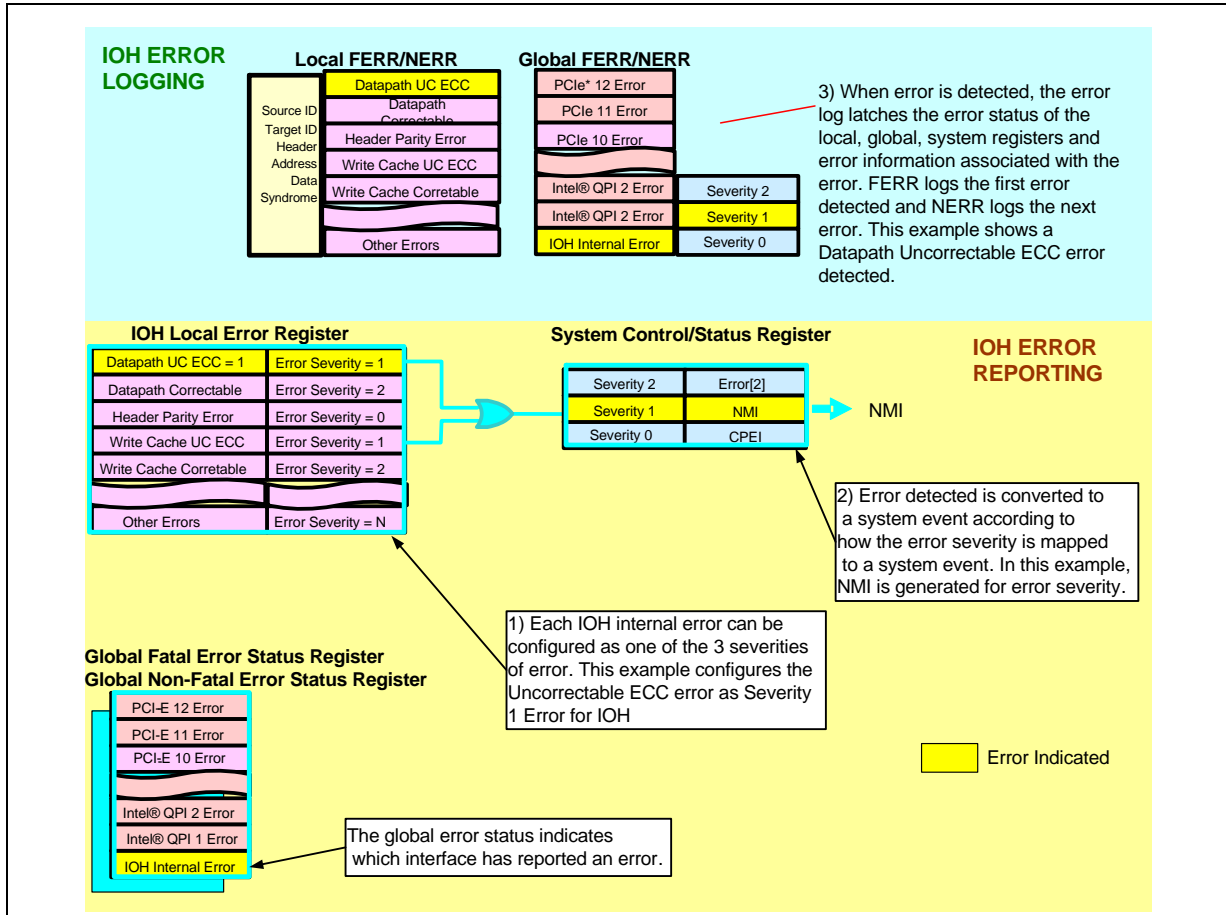 IOH ERROR
LOGGING
Local FERR/NERR
Source ID
Target ID
Header
Address
Data
Syndrome
Datapath UC ECC
Datapath
Correctable
Header Parity Error
Write Cache UC ECC
Write Cache Corretable
Other Errors
Global FERR/NERR
PCIe* 12 Error
PCIe 11 Error
PCIe 10 Error
Intel® QPI 2 Error
Intel® QPI 2 Error
IOH Internal Error
Severity 2
Severity 1
Severity 0
3) When error is detected, the error
log latches the error status of the
local, global, system registers and
error information associated with the
error. FERR logs the first error
detected and NERR logs the next
error. This example shows a
Datapath Uncorrectable ECC error
detected.
IOH Local Error Register
Datapath UC ECC = 1 Error Severity = 1
Datapath Correctable Error Severity = 2
Header Parity Error Error Severity = 0
Write Cache UC ECC Error Severity = 1
Write Cache Corretable Error Severity = 2
Other Errors Error Severity = N
System Control/Status Register
Severity 2 Error[2]
Severity 1 NMI
Severity 0 CPEI
NMI
IOH ERROR
REPORTING
2) Error detected is converted to
a system event according to
how the error severity is mapped
to a system event. In this example,
NMI is generated for error severity.
1) Each IOH internal error can be
configured as one of the 3 severities
of error. This example configures the
Uncorrectable ECC error as Severity
1 Error for IOH
Global Fatal Error Status Register
Global Non-Fatal Error Status Register
PCI-E 12 Error
PCI-E 11 Error
PCI-E 10 Error
Intel® QPI 2 Error
Intel® QPI 1 Error
IOH Internal Error
The global error status indicates
which interface has reported an error.
Error Indicated